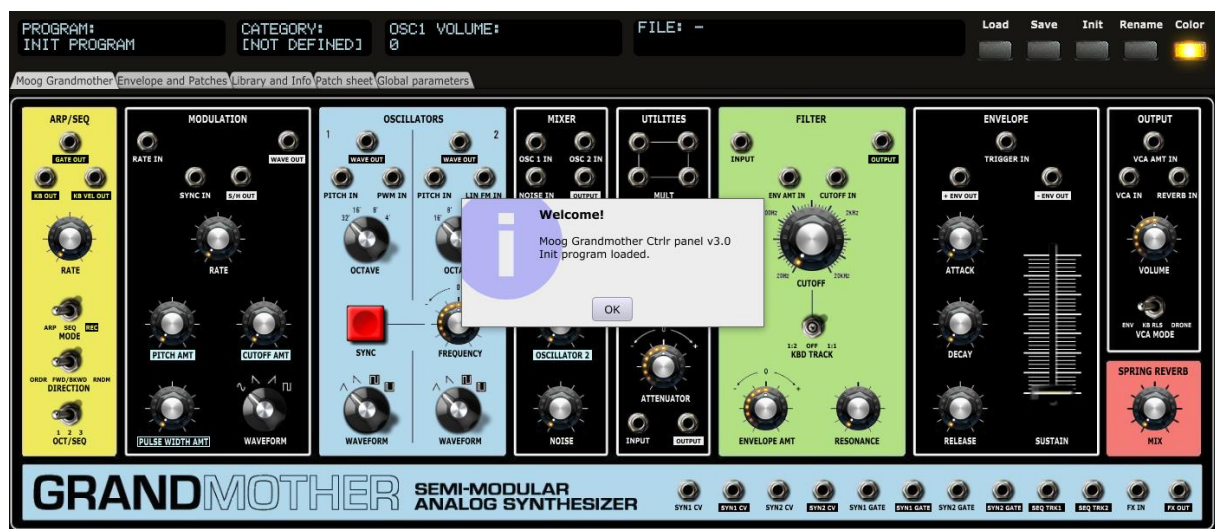 PROGRAM:
INIT PROGRAM
CATEGORY:
[NOT DEFINED]
OSC1 VOLUME:
0
FILE: -
Load Save Init Rename Color
Moog Grandmother Envelope and Patches Library and Info Patch sheet Global parameters
ARP/SEQ
GATE OUT
KB OUT KB VEL OUT
RATE
ARP SEQ REC
MODE
ORDR FWD/BKWD RNDM
DIRECTION
1 2 3
OCT/SEQ
MODULATION
RATE IN WAVE OUT
SYNC IN S/H OUT
RATE
PITCH AMT CUTOFF AMT
PULSE WIDTH AMT WAVEFORM
OSCILLATORS
1 2
WAVE OUT WAVE OUT
PITCH IN PWM IN PITCH IN LIN FM IN
32' 16' 8' 4' 16' 8'
OCTAVE
SYNC FREQUENCY
WAVEFORM WAVEFORM
MIXER
OSC 1 IN OSC 2 IN
NOISE IN OUTPUT
OSCILLATOR 2
NOISE
UTILITIES
MULT
- 0 +
ATTENUATOR
INPUT OUTPUT
Welcome!
Moog Grandmother Ctrlr panel v3.0
Init program loaded.
OK
FILTER
INPUT OUTPUT
ENV AMT IN CUTOFF IN
2kHz
20Hz 20kHz
CUTOFF
1:2 OFF 1:1
KBD TRACK
- 0 +
ENVELOPE AMT RESONANCE
ENVELOPE
TRIGGER IN
+ ENV OUT - ENV OUT
ATTACK
DECAY
RELEASE SUSTAIN
OUTPUT
VCA AMT IN
VCA IN REVERB IN
VOLUME
ENV KB RLS DRONE
VCA MODE
SPRING REVERB
MIX
GRANDMOTHER
SEMI-MODULAR
ANALOG SYNTHESIZER
SYN1 CV SYN1 CV SYN2 CV SYN2 CV SYN1 GATE SYN1 GATE SYN2 GATE SYN2 GATE SEQ TRK1 SEQ TRK2 FX IN FX OUT